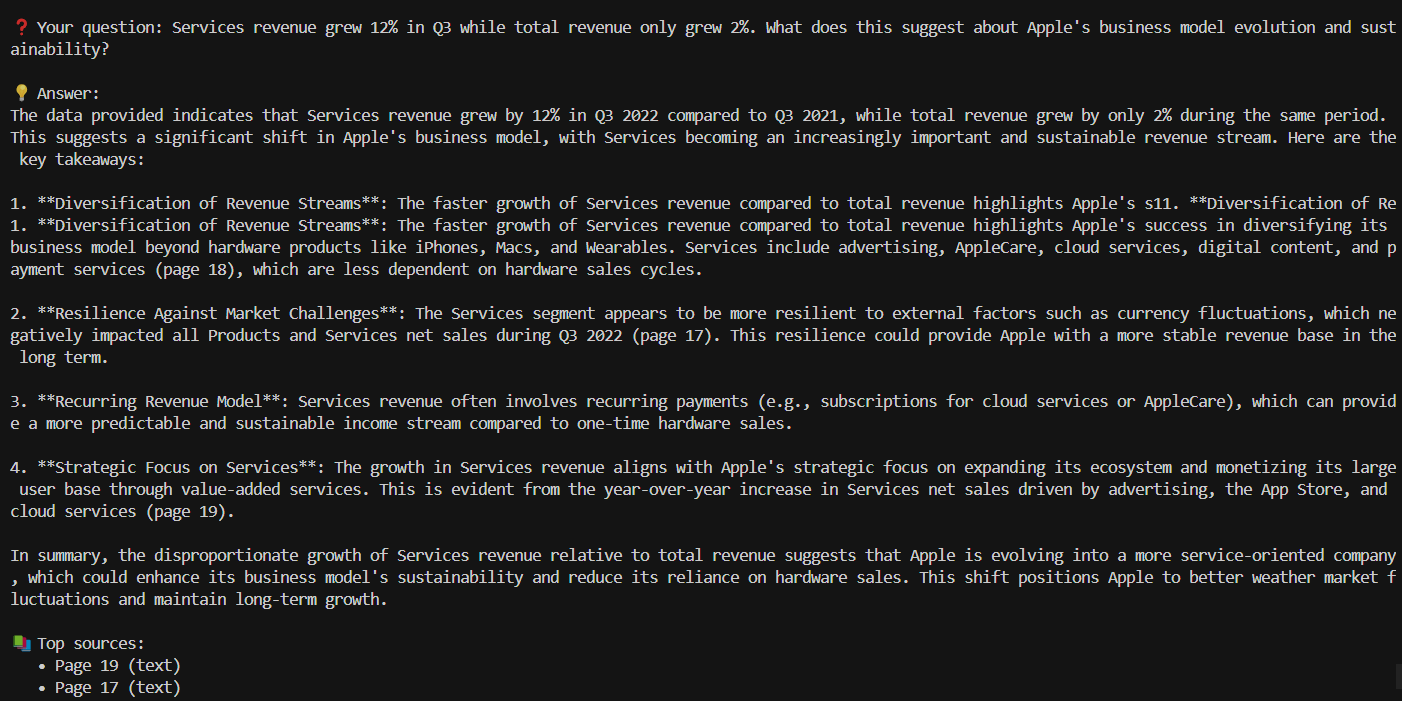 ❓ Your question: Services revenue grew 12% in Q3 while total revenue only grew 2%. What does this suggest about Apple's business model evolution and sust
ainability?
💡 Answer:
The data provided indicates that Services revenue grew by 12% in Q3 2022 compared to Q3 2021, while total revenue grew by only 2% during the same period.
This suggests a significant shift in Apple's business model, with Services becoming an increasingly important and sustainable revenue stream. Here are the
key takeaways:
1. **Diversification of Revenue Streams**: The faster growth of Services revenue compared to total revenue highlights Apple's s11. **Diversification of Re
1. **Diversification of Revenue Streams**: The faster growth of Services revenue compared to total revenue highlights Apple's success in diversifying its
business model beyond hardware products like iPhones, Macs, and Wearables. Services include advertising, AppleCare, cloud services, digital content, and p
ayment services (page 18), which are less dependent on hardware sales cycles.
2. **Resilience Against Market Challenges**: The Services segment appears to be more resilient to external factors such as currency fluctuations, which ne
gatively impacted all Products and Services net sales during Q3 2022 (page 17). This resilience could provide Apple with a more stable revenue base in the
long term.
3. **Recurring Revenue Model**: Services revenue often involves recurring payments (e.g., subscriptions for cloud services or AppleCare), which can provid
e a more predictable and sustainable income stream compared to one-time hardware sales.
4. **Strategic Focus on Services**: The growth in Services revenue aligns with Apple's strategic focus on expanding its ecosystem and monetizing its large
user base through value-added services. This is evident from the year-over-year increase in Services net sales driven by advertising, the App Store, and
cloud services (page 19).
In summary, the disproportionate growth of Services revenue relative to total revenue suggests that Apple is evolving into a more service-oriented company
, which could enhance its business model's sustainability and reduce its reliance on hardware sales. This shift positions Apple to better weather market f
luctuations and maintain long-term growth.
📚 Top sources:
• Page 19 (text)
• Page 17 (text)